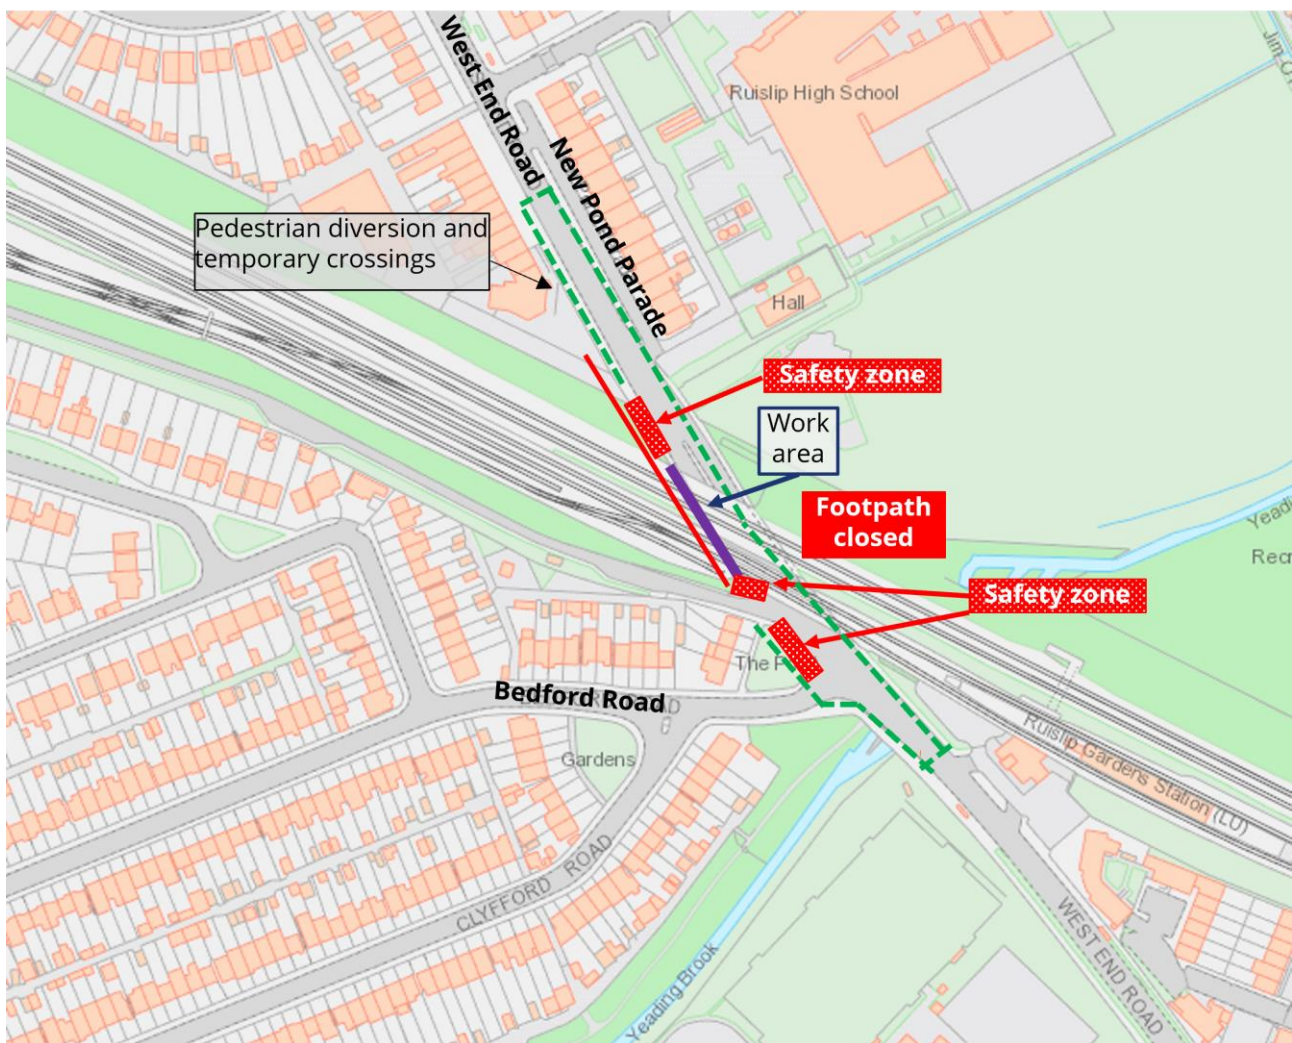 West End Road
New Pond Parade
Ruislip High School
Pedestrian diversion and
temporary crossings
Hall
Safety zone
Work
area
Footpath
closed
Safety zone
Bedford Road
Gardens
Ruislip Gardens Station (LU)
CLYFFORD ROAD
WEST END ROAD
Yeading Brook